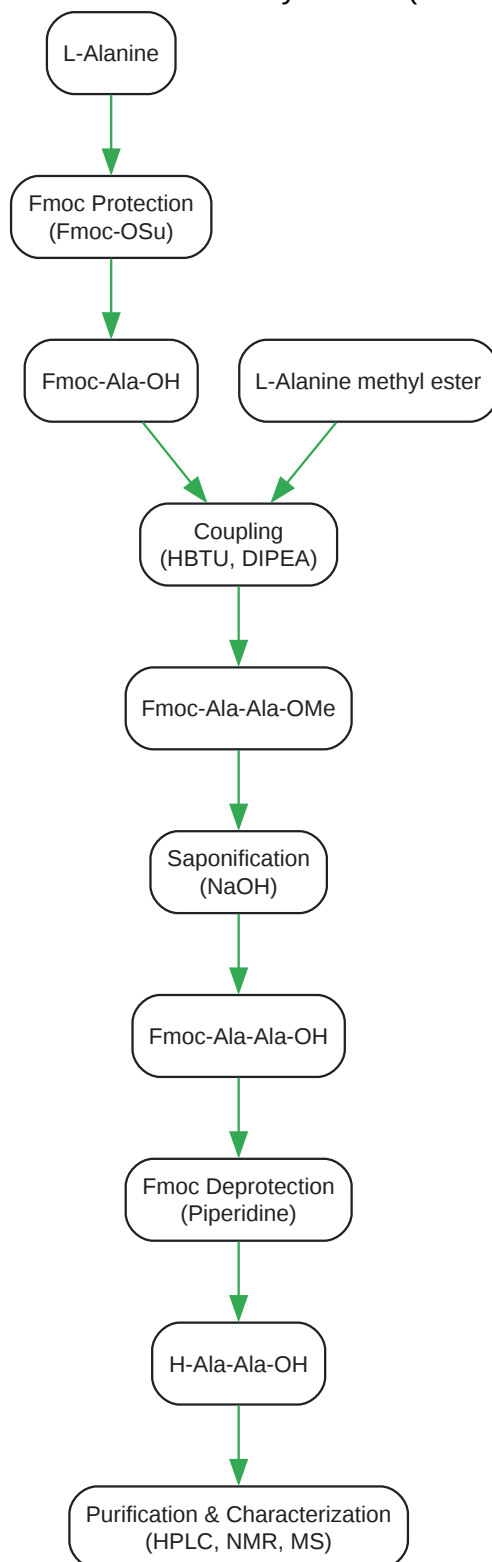 L-Alanine
Fmoc Protection
(Fmoc-OSu)
Fmoc-Ala-OH
L-Alanine methyl ester
Coupling
(HBTU, DIPEA)
Fmoc-Ala-Ala-OMe
Saponification
(NaOH)
Fmoc-Ala-Ala-OH
Fmoc Deprotection
(Piperidine)
H-Ala-Ala-OH
Purification & Characterization
(HPLC, NMR, MS)